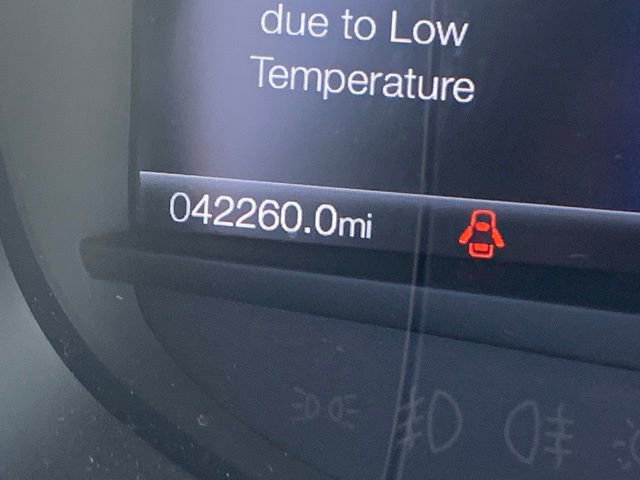 due to Low
Temperature
042260.0mi